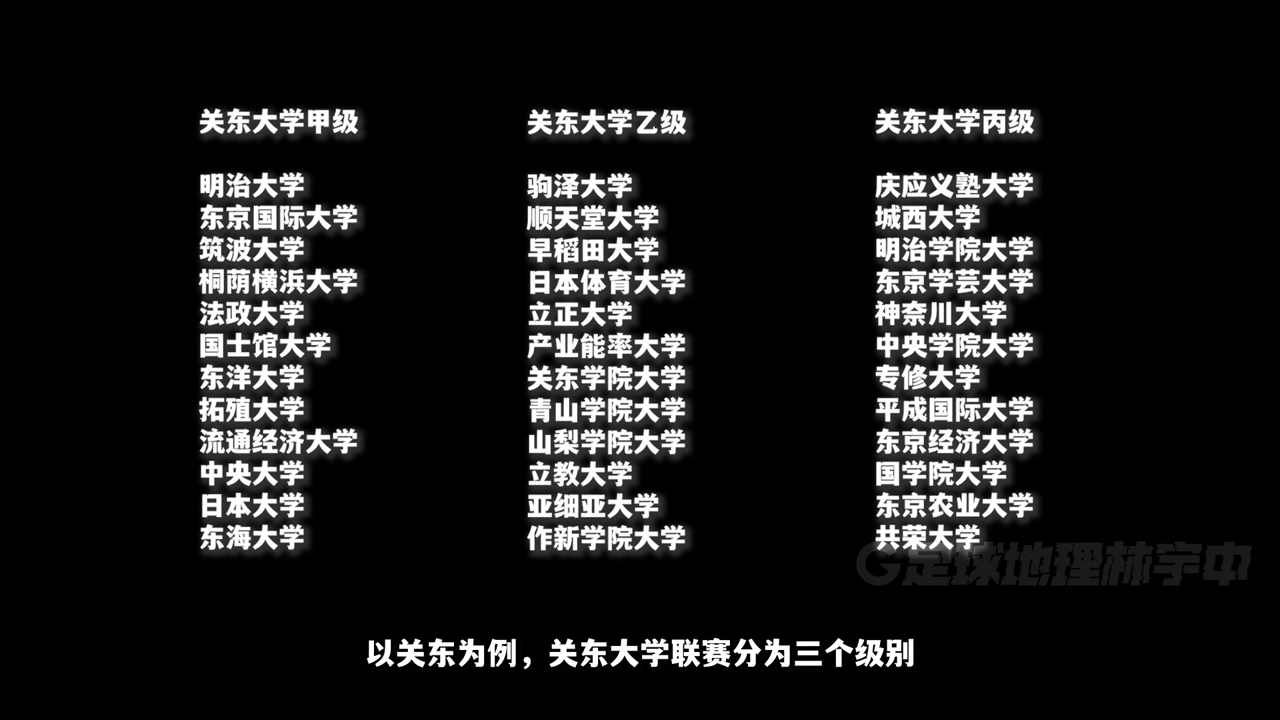 关东大学甲级
明治大学
东京国际大学
筑波大学
桐荫横浜大学
法政大学
国士馆大学
东洋大学
拓殖大学
流通经济大学
中央大学
日本大学
东海大学
关东大学乙级
驹泽大学
顺天堂大学
早稻田大学
日本体育大学
立正大学
产业能率大学
关东学院大学
青山学院大学
山梨学院大学
立教大学
亚细亚大学
作新学院大学
关东大学丙级
庆应义塾大学
城西大学
明治学院大学
东京学芸大学
神奈川大学
中央学院大学
专修大学
平成国际大学
东京经济大学
国学院大学
东京农业大学
共荣大学
足球地理林宇中
以关东为例，关东大学联赛分为三个级别